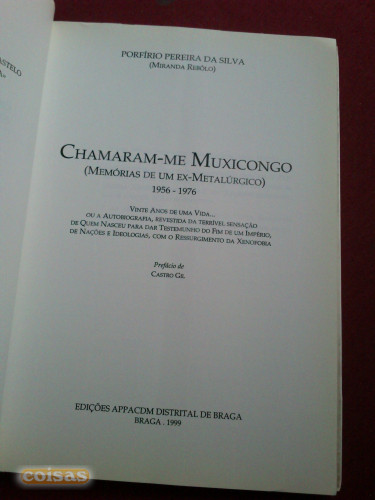 PORFÍRIO PEREIRA DA SILVA
(MIRANDA REBÔLO)
CHAMARAM-ME MUXICONGO
(MEMÓRIAS DE UM EX-METALÚRGICO)
1956 - 1976
VINTE ANOS DE UMA VIDA...
OU A AUTOBIOGRAFIA, REVESTIDA DA TERRÍVEL SENSAÇÃO
DE QUEM NASCEU PARA DAR TESTEMUNHO DO FIM DE UM IMPÉRIO,
DE NAÇÕES E IDEOLOGIAS, COM O RESSURGIMENTO DA XENOFOBIA
Prefácio de
CASTRO GIL
EDIÇÕES APPACDM DISTRITAL DE BRAGA
BRAGA . 1999
coisas